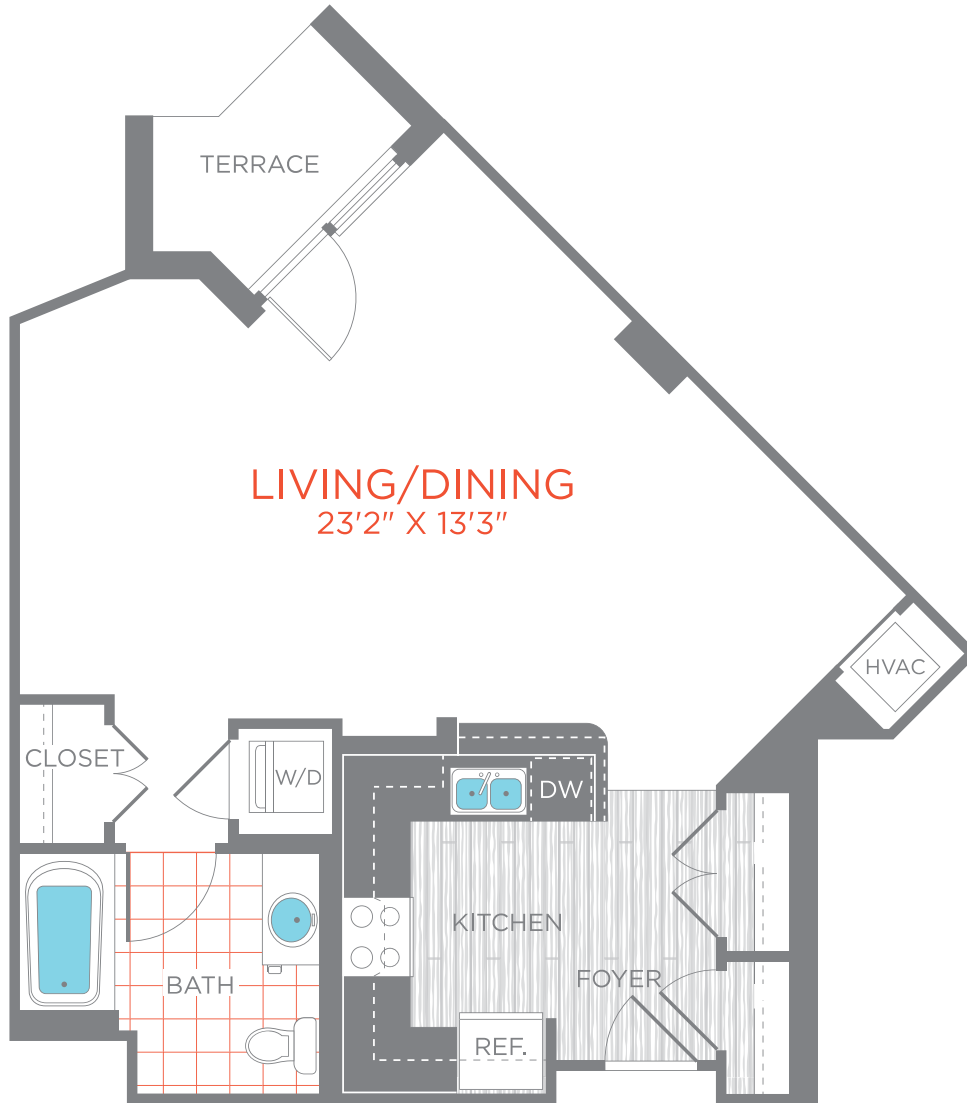 TERRACE
LIVING/DINING
23'2" X 13'3"
HVAC
CLOSET
W/D
DW
KITCHEN
FOYER
BATH
REF.